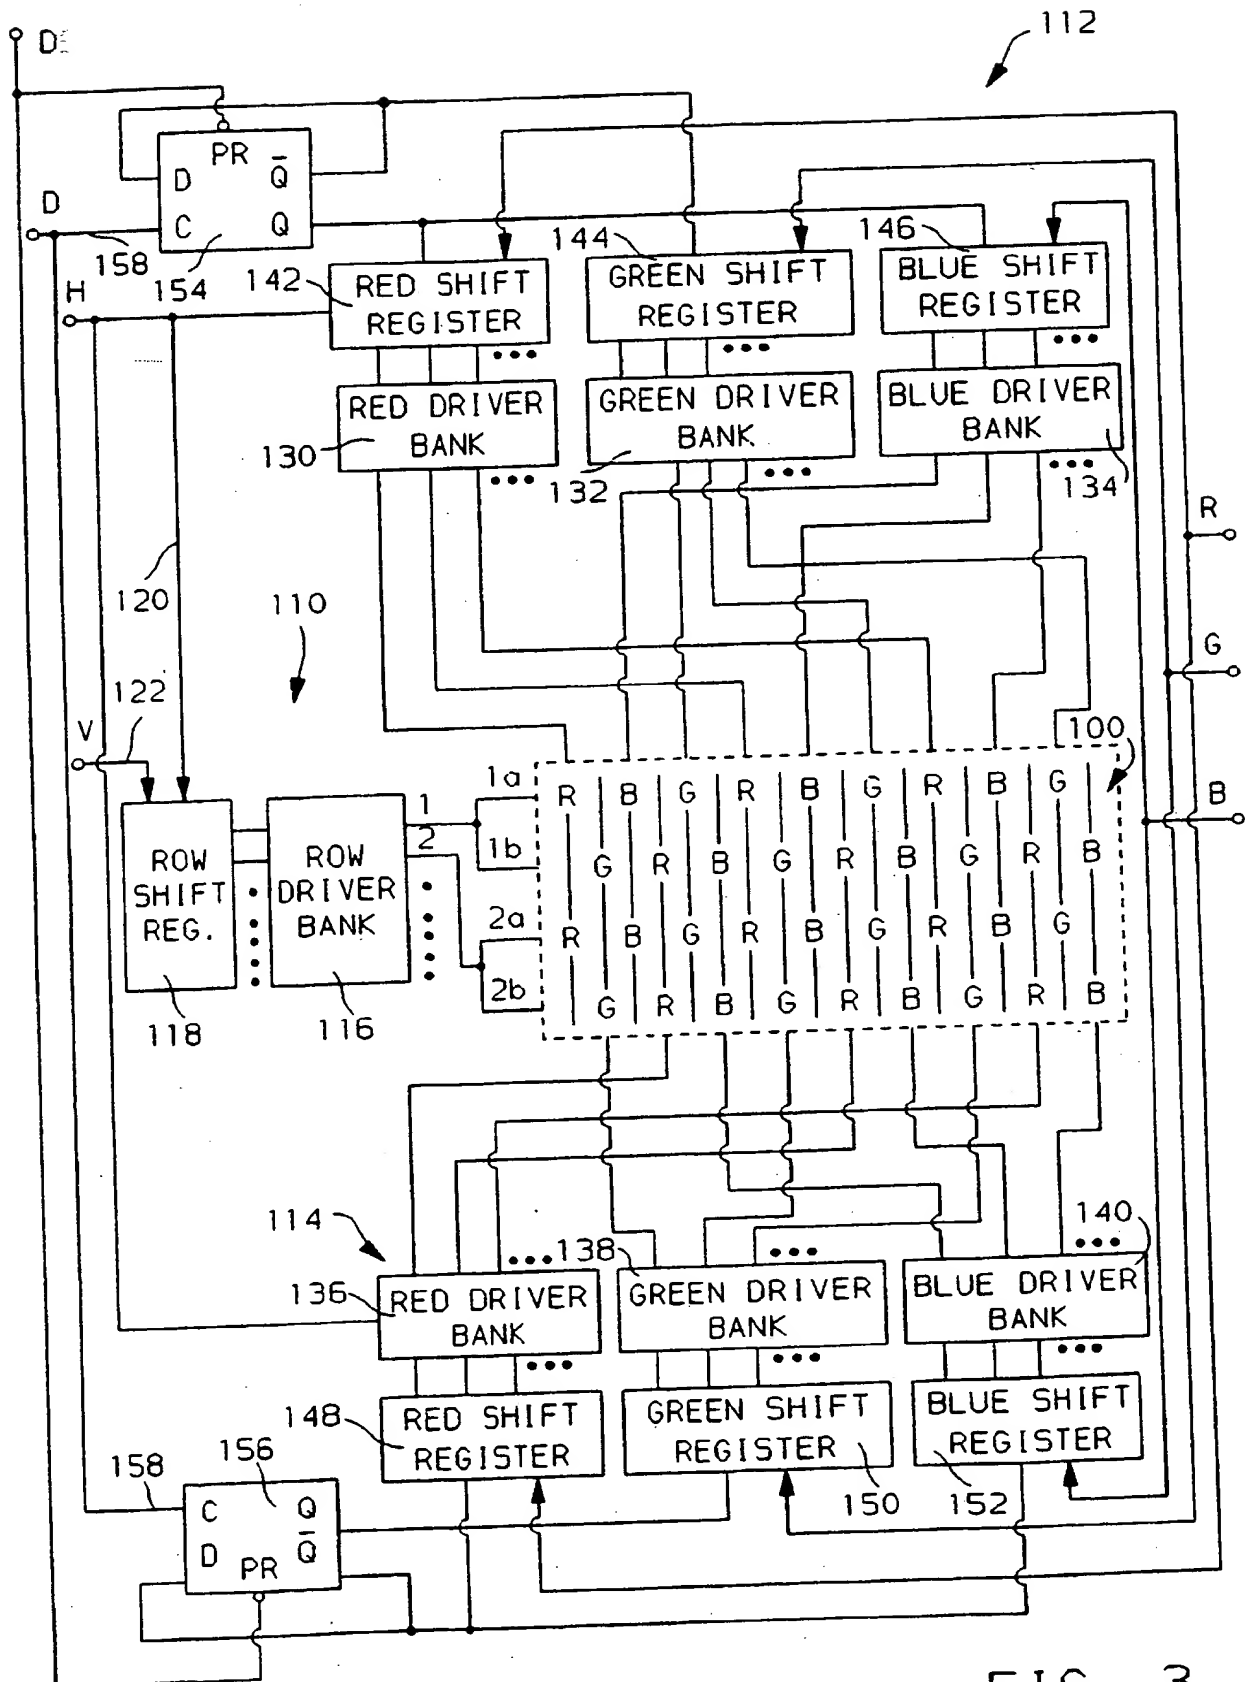 112
D
PR
D Q̅
C Q
D
158
154
H
142
144
146
RED SHIFT
REGISTER
GREEN SHIFT
REGISTER
BLUE SHIFT
REGISTER
RED DRIVER
BANK
GREEN DRIVER
BANK
BLUE DRIVER
BANK
130
132
134
R
120
110
G
122
V
100
B
1a
1
1b
2
2a
2b
ROW
SHIFT
REG.
ROW
DRIVER
BANK
118
116
R B G R B G R B G
G R B G R B G R B
R B G R B G R B G
G R B G R B G R B
114
138
140
136
RED DRIVER
BANK
GREEN DRIVER
BANK
BLUE DRIVER
BANK
148
RED SHIFT
REGISTER
GREEN SHIFT
REGISTER
BLUE SHIFT
REGISTER
158
156
150
152
C Q
D Q̅
PR
FIG. 3